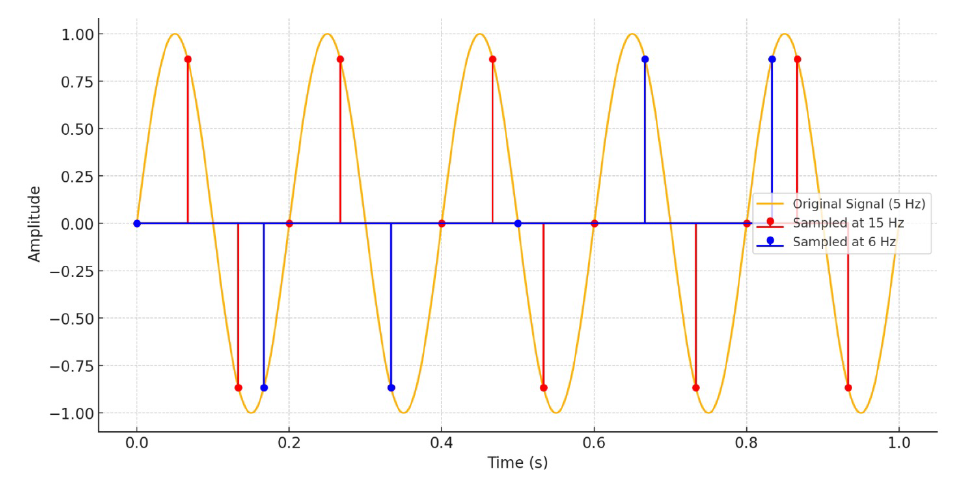 1.00
0.75
0.50
0.25
0.00
−0.25
−0.50
−0.75
−1.00
Amplitude
Original Signal (5 Hz)
Sampled at 15 Hz
Sampled at 6 Hz
0.0 0.2 0.4 0.6 0.8 1.0
Time (s)